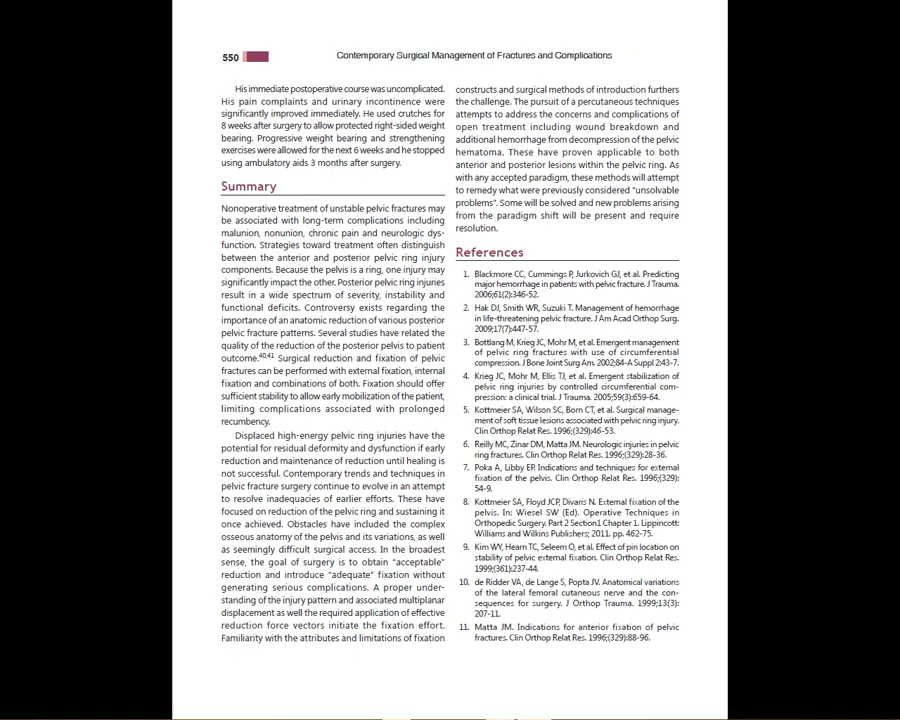 550
Contemporary Surgical Management of Fractures and Complications
His immediate postoperative course was uncomplicated.
His pain complaints and urinary incontinence were
significantly improved immediately. He used crutches for
8 weeks after surgery to allow protected right-sided weight
bearing. Progressive weight bearing and strengthening
exercises were allowed for the next 6 weeks and he stopped
using ambulatory aids 3 months after surgery.
Summary
Nonoperative treatment of unstable pelvic fractures may
be associated with long-term complications including
malunion, nonunion, chronic pain and neurologic dys-
function. Strategies toward treatment often distinguish
between the anterior and posterior pelvic ring injury
components. Because the pelvis is a ring, one injury may
significantly impact the other. Posterior pelvic ring injuries
result in a wide spectrum of severity, instability and
functional deficits. Controversy exists regarding the
importance of an anatomic reduction of various posterior
pelvic fracture patterns. Several studies have related the
quality of the reduction of the posterior pelvis to patient
outcome.40,41 Surgical reduction and fixation of pelvic
fractures can be performed with external fixation, internal
fixation and combinations of both. Fixation should offer
sufficient stability to allow early mobilization of the patient,
limiting complications associated with prolonged
recumbency.
Displaced high-energy pelvic ring injuries have the
potential for residual deformity and dysfunction if early
reduction and maintenance of reduction until healing is
not successful. Contemporary trends and techniques in
pelvic fracture surgery continue to evolve in an attempt
to resolve inadequacies of earlier efforts. These have
focused on reduction of the pelvic ring and sustaining it
once achieved. Obstacles have included the complex
osseous anatomy of the pelvis and its variations, as well
as seemingly difficult surgical access. In the broadest
sense, the goal of surgery is to obtain "acceptable"
reduction and introduce "adequate" fixation without
generating serious complications. A proper under-
standing of the injury pattern and associated multiplanar
displacement as well the required application of effective
reduction force vectors initiate the fixation effort.
Familiarity with the attributes and limitations of fixation
constructs and surgical methods of introduction furthers
the challenge. The pursuit of a percutaneous techniques
attempts to address the concerns and complications of
open treatment including wound breakdown and
additional hemorrhage from decompression of the pelvic
hematoma. These have proven applicable to both
anterior and posterior lesions within the pelvic ring. As
with any accepted paradigm, these methods will attempt
to remedy what were previously considered "unsolvable
problems". Some will be solved and new problems arising
from the paradigm shift will be present and require
resolution.
References
1. Blackmore CC, Cummings P, Jurkovich GJ, et al. Predicting
major hemorrhage in patients with pelvic fracture. J Trauma.
2006;61(2):346-52.
2. Hak DJ, Smith WR, Suzuki T. Management of hemorrhage
in life-threatening pelvic fracture. J Am Acad Orthop Surg.
2009;17(7):447-57.
3. Bottlang M, Krieg JC, Mohr M, et al. Emergent management
of pelvic ring fractures with use of circumferential
compression. J Bone Joint Surg Am. 2002;84-A Suppl 2:43-7.
4. Krieg JC, Mohr M, Ellis TJ, et al. Emergent stabilization of
pelvic ring injuries by controlled circumferential com-
pression: a clinical trial. J Trauma. 2005;59(3):659-64.
5. Kottmeier SA, Wilson SC, Born CT, et al. Surgical manage-
ment of soft tissue lesions associated with pelvic ring injury.
Clin Orthop Relat Res. 1996;(329):46-53.
6. Reilly MC, Zinar DM, Matta JM. Neurologic injuries in pelvic
ring fractures. Clin Orthop Relat Res. 1996;(329):28-36.
7. Poka A, Libby EP. Indications and techniques for external
fixation of the pelvis. Clin Orthop Relat Res. 1996;(329):
54-9.
8. Kottmeier SA, Floyd JCP, Divaris N. External fixation of the
pelvis. In: Wiesel SW (Ed). Operative Techniques in
Orthopedic Surgery. Part 2 Section1 Chapter 1. Lippincott:
Williams and Wilkins Publishers; 2011. pp. 462-75.
9. Kim WY, Hearn TC, Seleem O, et al. Effect of pin location on
stability of pelvic external fixation. Clin Orthop Relat Res.
1999;(361):237-44.
10. de Ridder VA, de Lange S, Popta JV. Anatomical variations
of the lateral femoral cutaneous nerve and the con-
sequences for surgery. J Orthop Trauma. 1999;13(3):
207-11.
11. Matta JM. Indications for anterior fixation of pelvic
fractures. Clin Orthop Relat Res. 1996;(329):88-96.